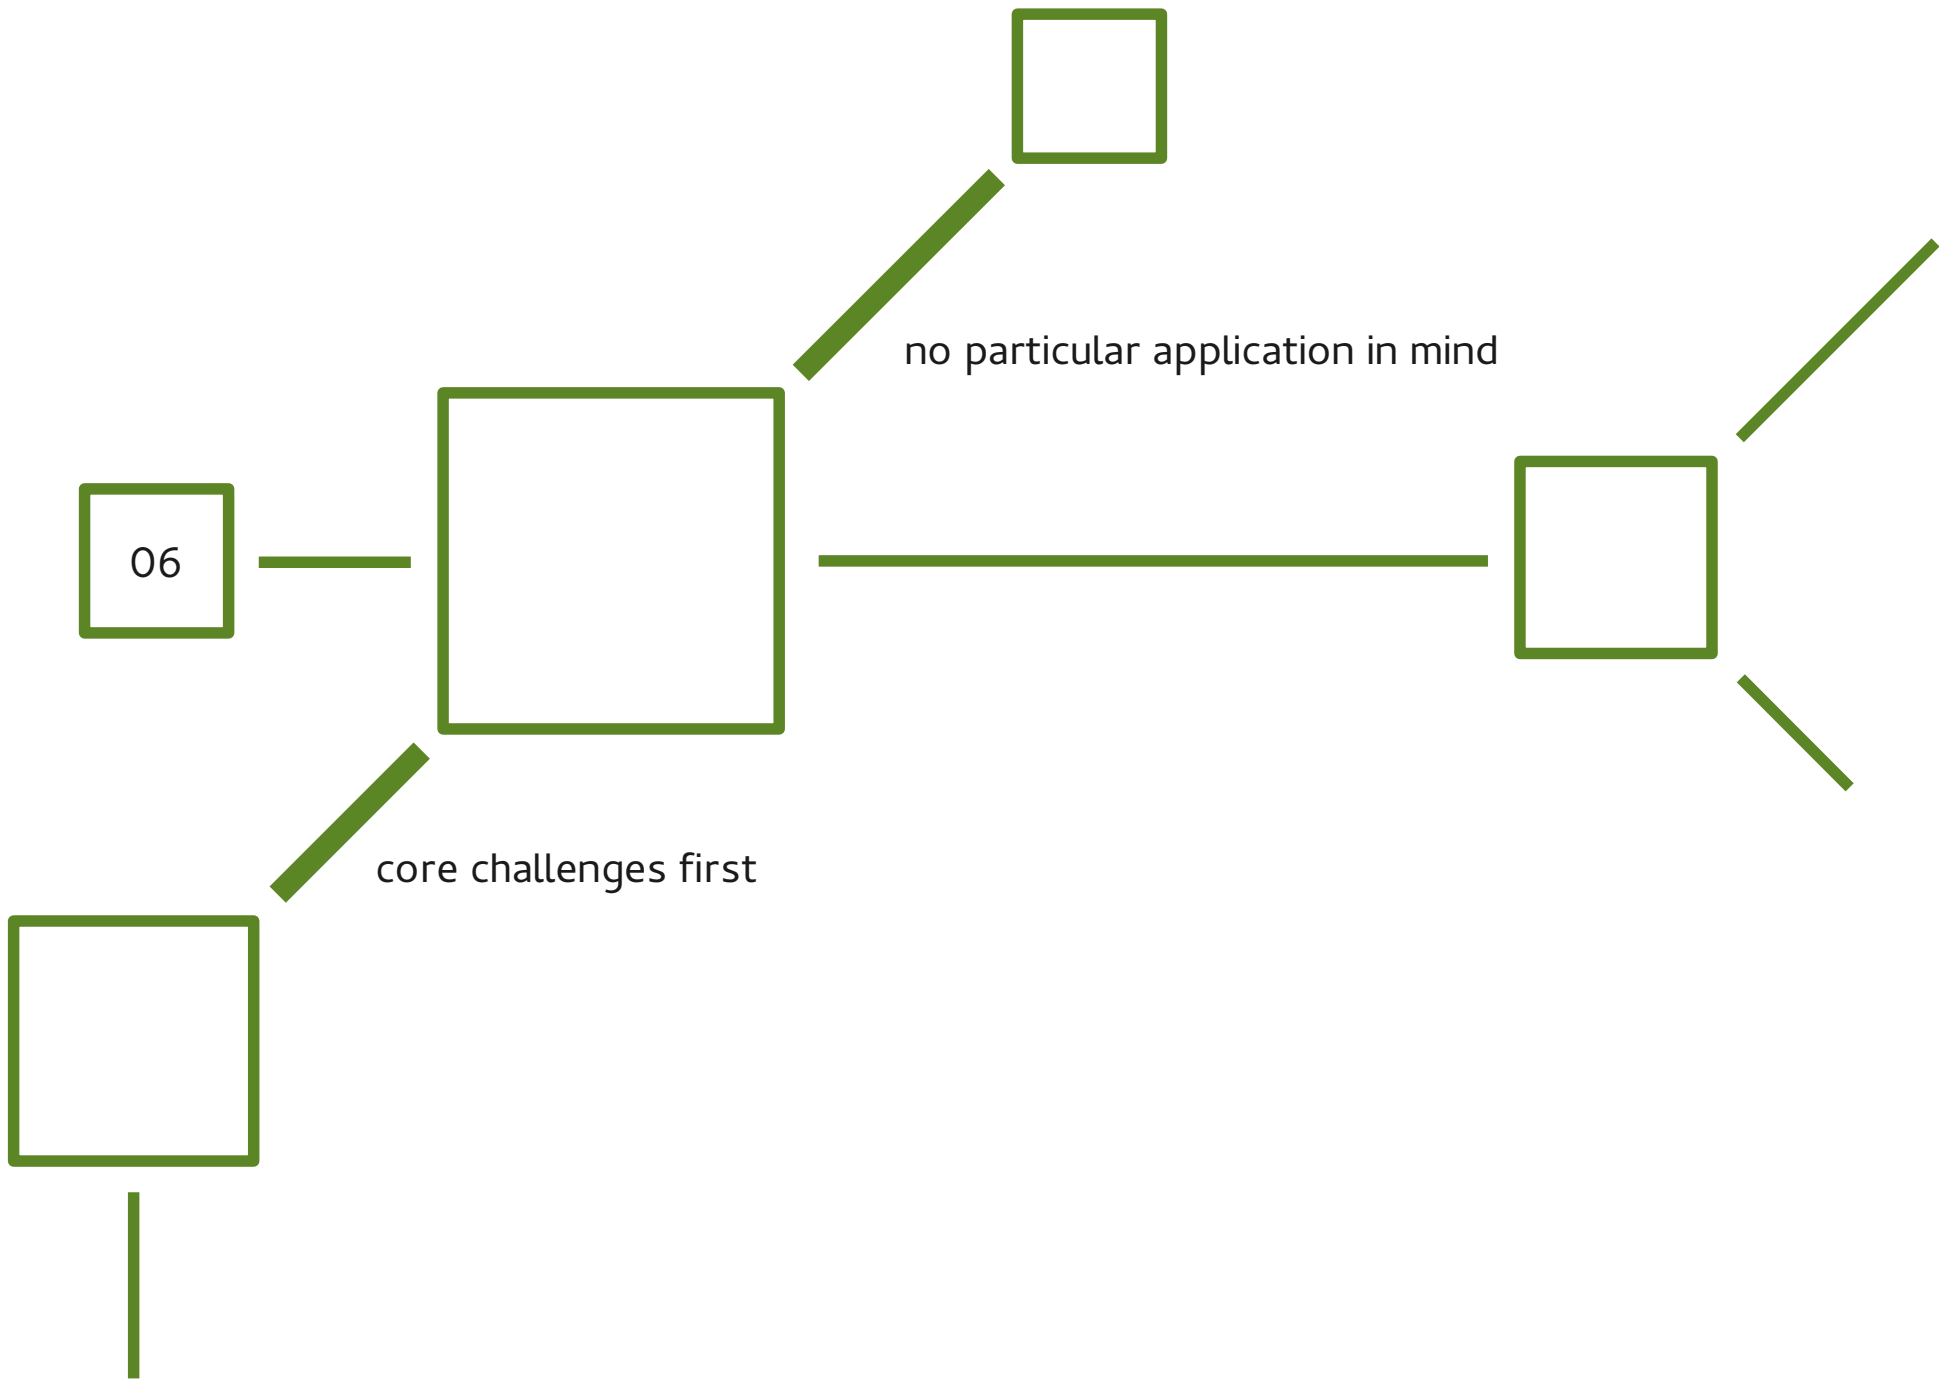 no particular application in mind
06
core challenges first